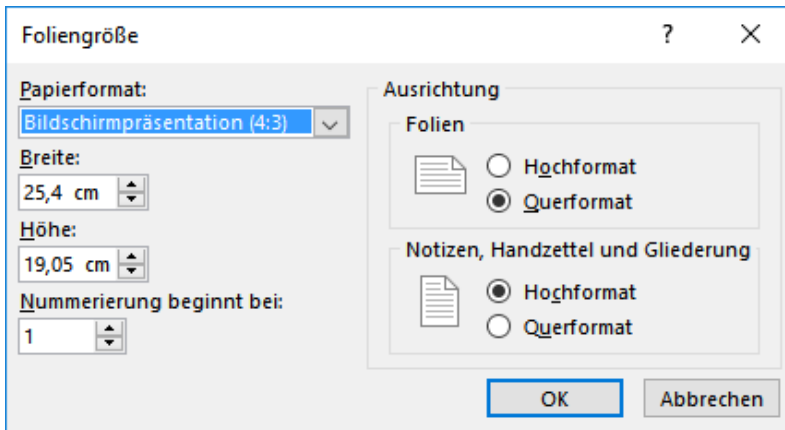 Foliengröße
?
Papierformat:
Bildschirmpräsentation (4:3)
Breite:
25,4 cm
Höhe:
19,05 cm
Nummerierung beginnt bei:
1
Ausrichtung
Folien
Hochformat
Querformat
Notizen, Handzettel und Gliederung
Hochformat
Querformat
OK
Abbrechen